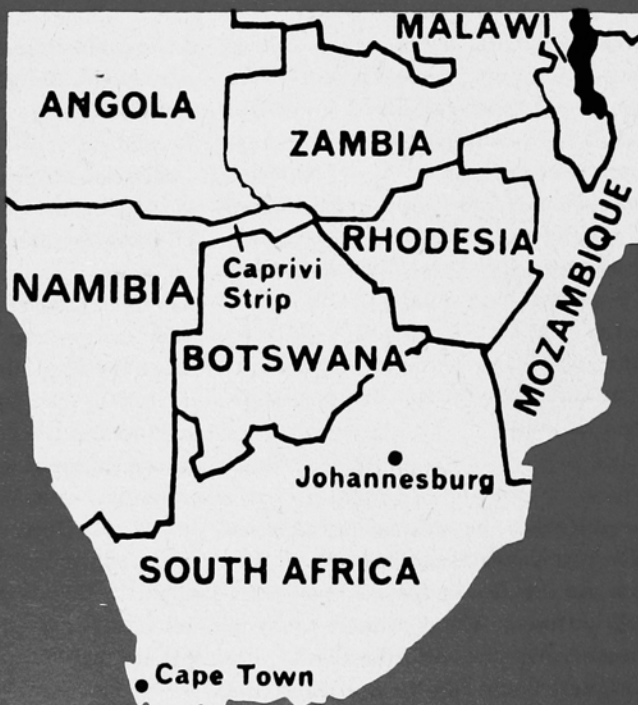 MALAWI
ANGOLA
ZAMBIA
RHODESIA
MOZAMBIQUE
Caprivi
Strip
NAMIBIA
BOTSWANA
Johannesburg
SOUTH AFRICA
Cape Town